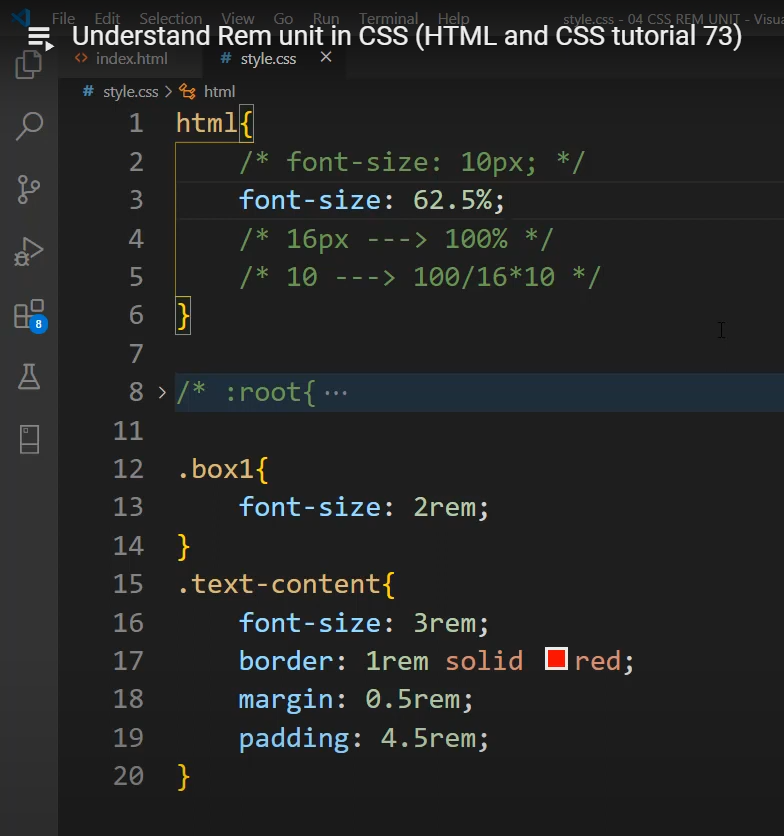 File Edit Selection View Go Run Terminal Help style.css - 04 CSS REM UNIT - Visua
Understand Rem unit in CSS (HTML and CSS tutorial 73)
<> index.html # style.css ×
# style.css > html
1 html{
2 /* font-size: 10px; */
3 font-size: 62.5%;
4 /* 16px ---> 100% */
5 /* 10 ---> 100/16*10 */
6 }
7
8 > /* :root{ ···
11
12 .box1{
13 font-size: 2rem;
14 }
15 .text-content{
16 font-size: 3rem;
17 border: 1rem solid red;
18 margin: 0.5rem;
19 padding: 4.5rem;
20 }
8